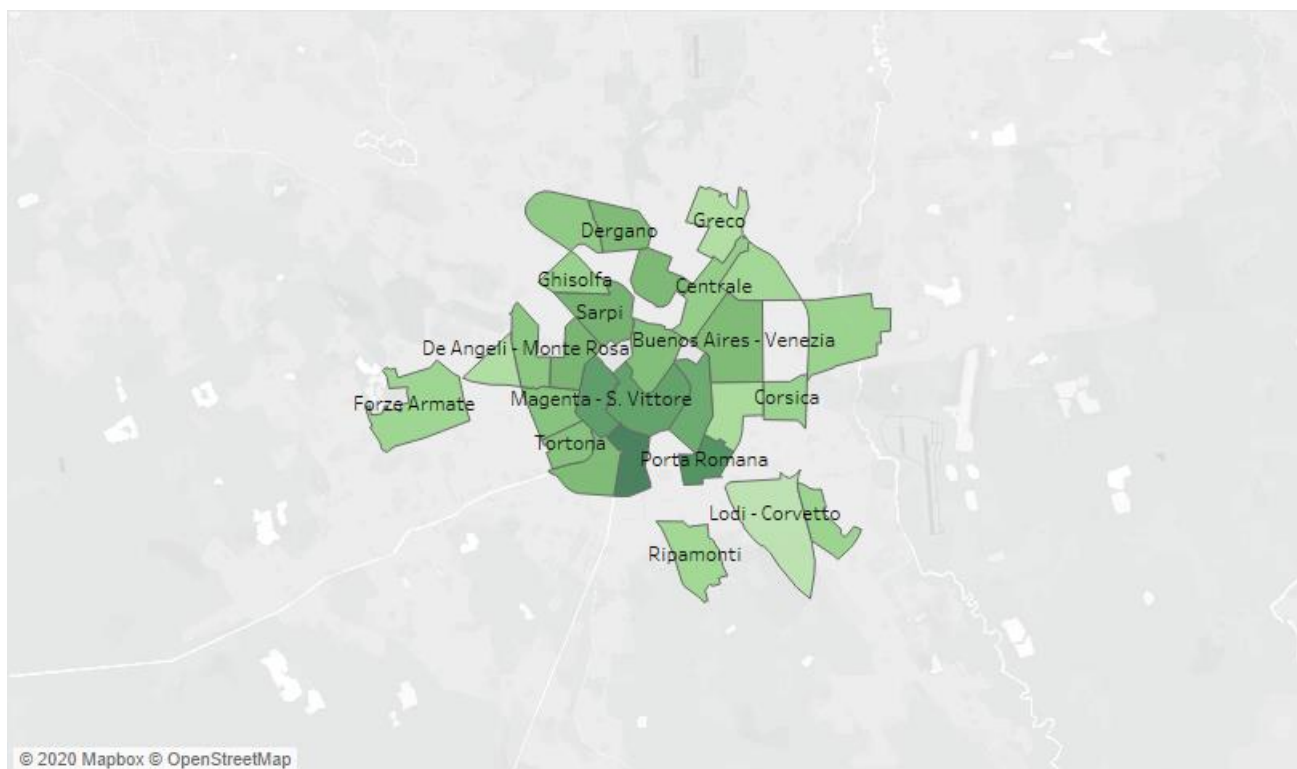 Greco
Dergano
Ghisolfa
Centrale
Sarpi
Buenos Aires - Venezia
De Angeli - Monte Rosa
Magenta - S. Vittore
Corsica
Forze Armate
Tortona
Porta Romana
Lodi - Corvetto
Ripamonti
© 2020 Mapbox © OpenStreetMap